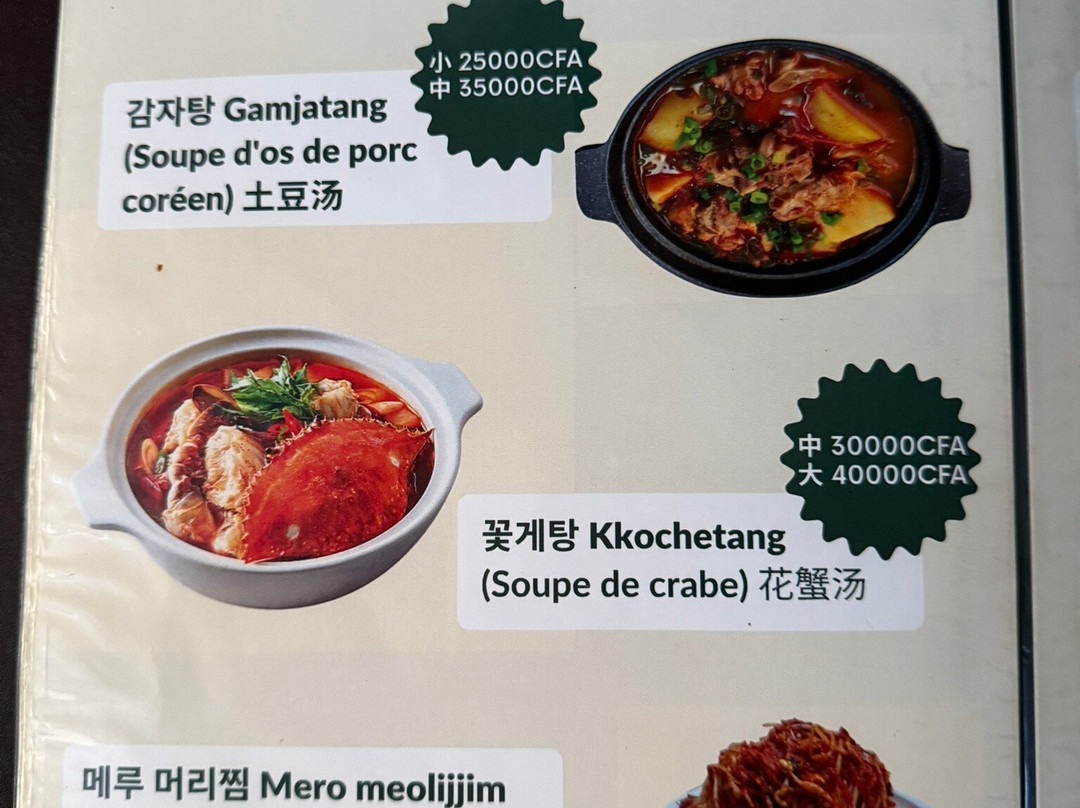 小 25000CFA
中 35000CFA
감자탕 Gamjatang
(Soupe d'os de porc
coréen) 土豆汤
中 30000CFA
大 40000CFA
꽃게탕 Kkochetang
(Soupe de crabe) 花蟹汤
메루 머리찜 Mero meolijjim